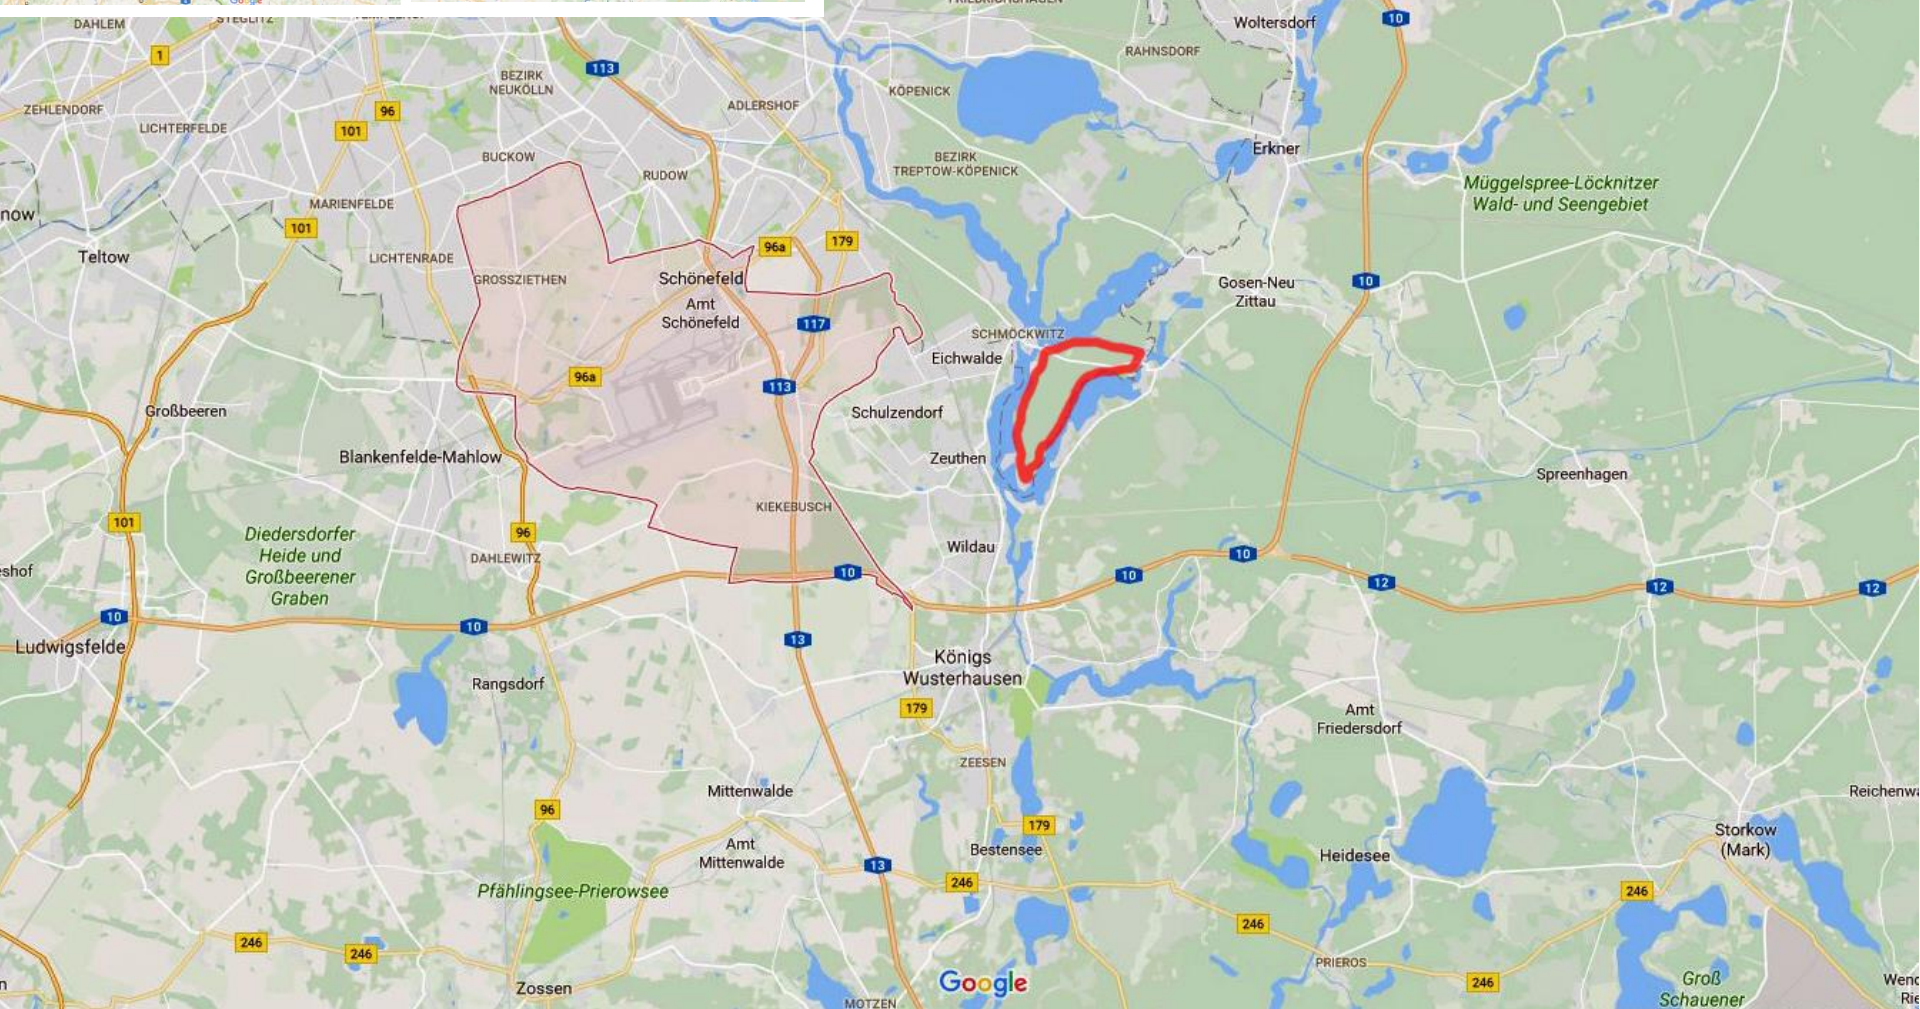 Google
FRIEDRICHSHAGEN
DAHLEM
STEGLITZ
Woltersdorf
10
RAHNSDORF
1
113
BEZIRK
NEUKÖLLN
KÖPENICK
ADLERSHOF
ZEHLENDORF
96
LICHTERFELDE
101
Erkner
BUCKOW
BEZIRK
TREPTOW-KÖPENICK
RUDOW
Müggelspree-Löcknitzer
Wald- und Seengebiet
MARIENFELDE
now
101
96a
179
Teltow
LICHTENRADE
GROSSZIETHEN
Schönefeld
10
Gosen-Neu
Zittau
Amt
Schönefeld
117
SCHMÖCKWITZ
Eichwalde
96a
113
Großbeeren
Schulzendorf
Blankenfelde-Mahlow
Zeuthen
Spreenhagen
KIEKEBUSCH
101
96
Diedersdorfer
Heide und
Großbeerener
Graben
DAHLEWITZ
Wildau
eshof
10
10
10
12
12
12
10
10
Ludwigsfelde
13
Königs
Wusterhausen
Rangsdorf
179
Amt
Friedersdorf
ZEESEN
Mittenwalde
Reichenwa
96
179
Storkow
(Mark)
Amt
Mittenwalde
Bestensee
Heidesee
13
246
246
Pfählingsee-Prierowsee
246
246
246
PRIEROS
246
Google
Zossen
MOTZEN
Groß
Schauener
Wend
Rie
n